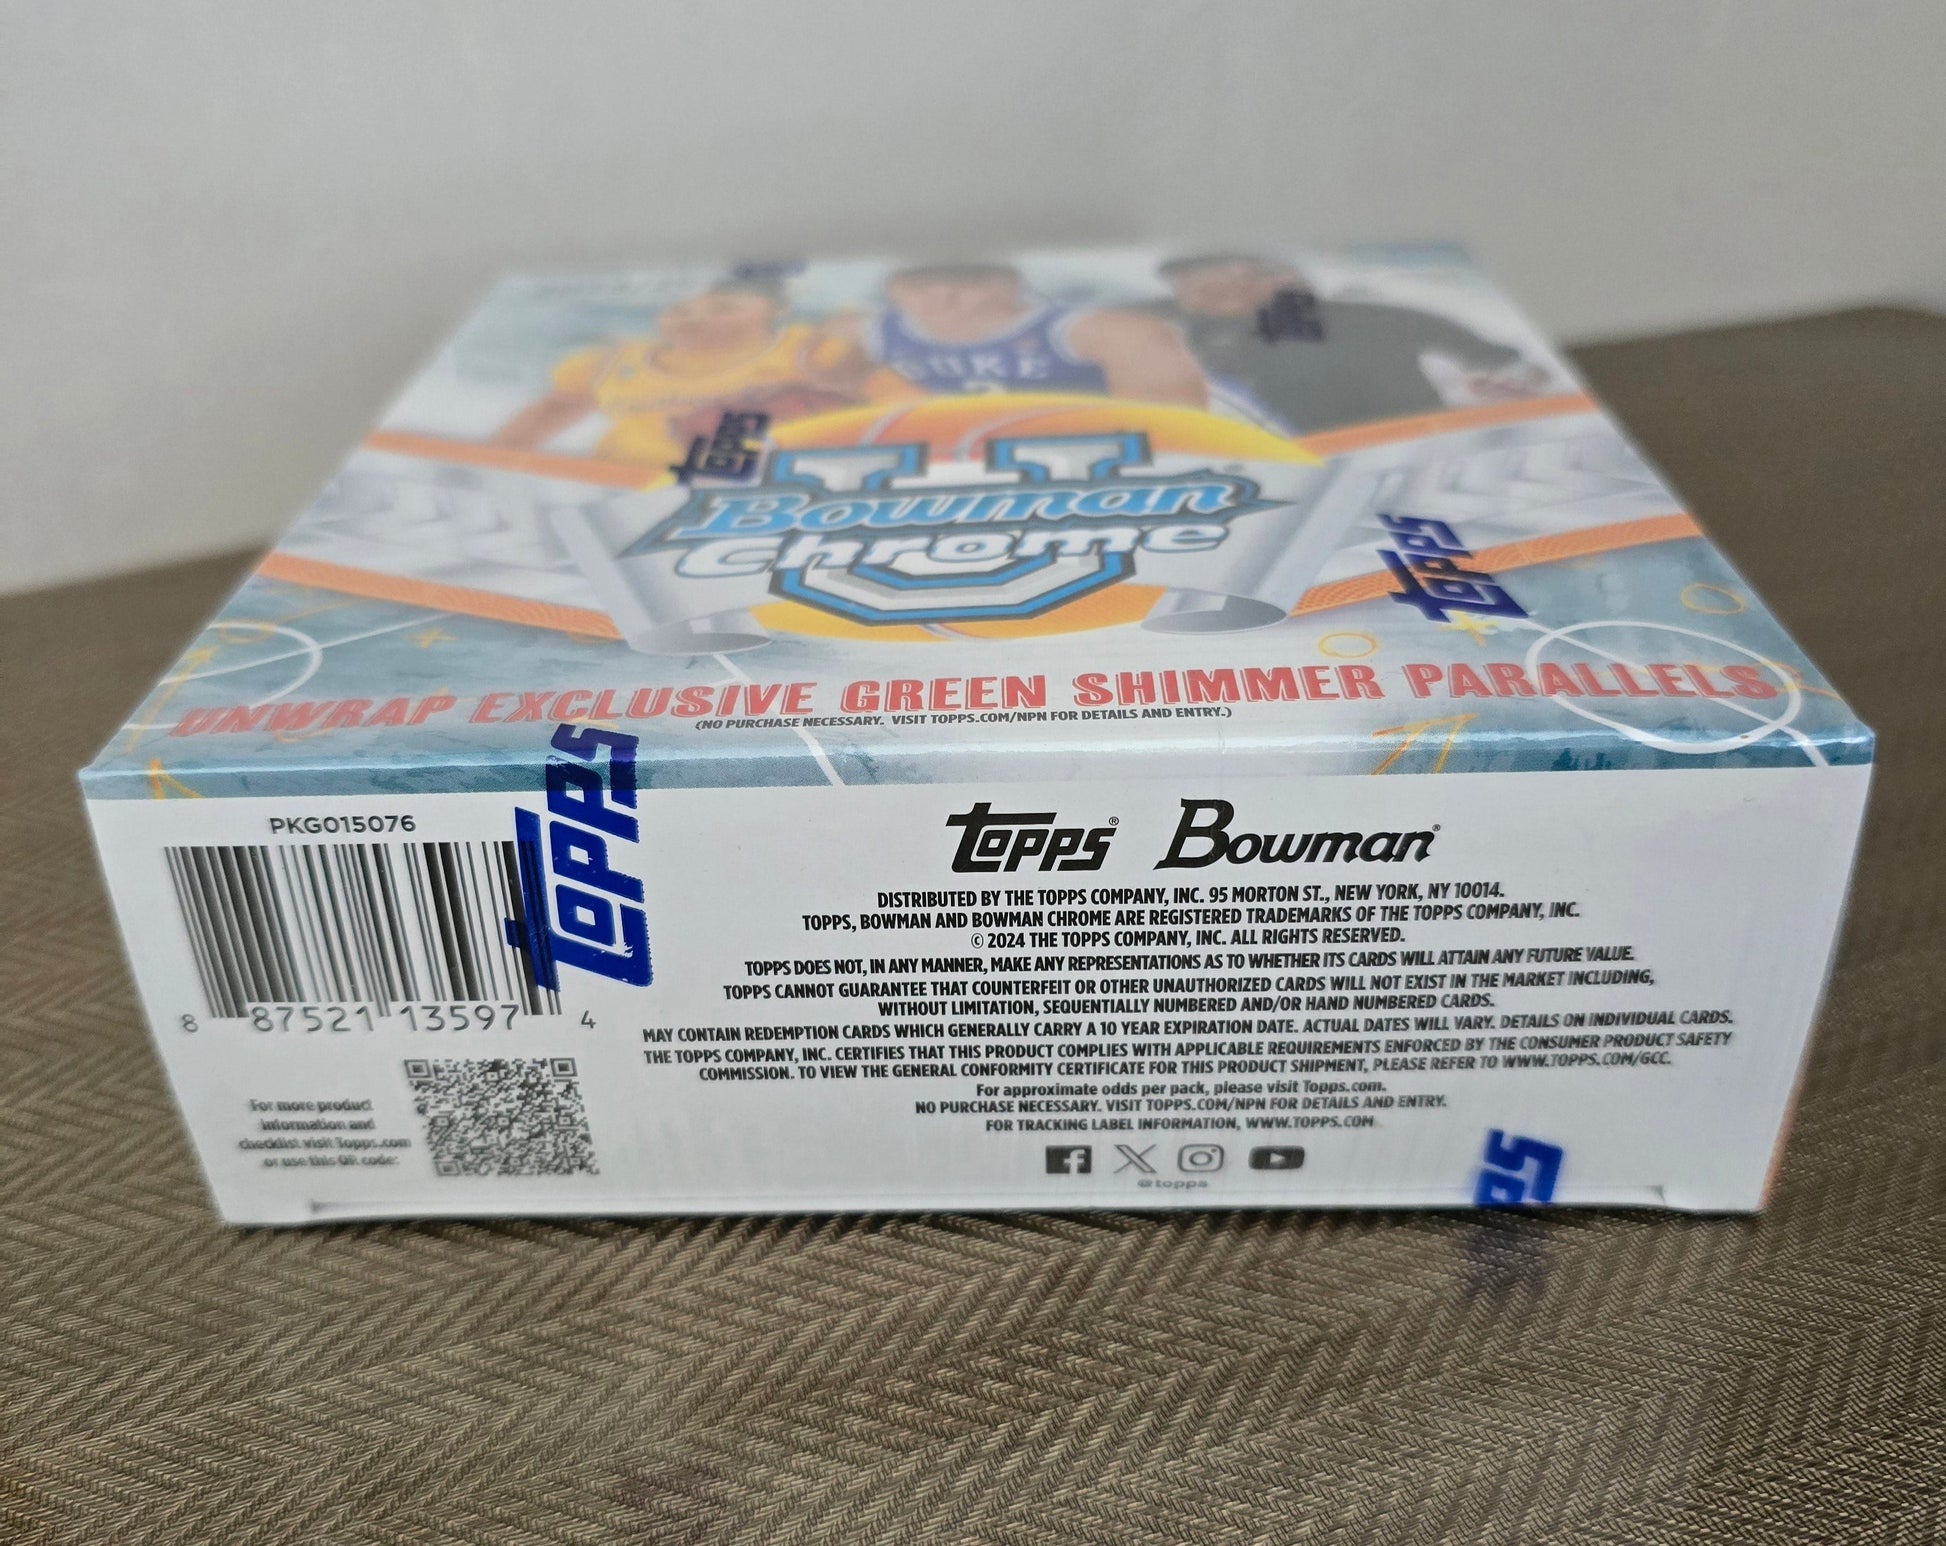 TOPPS
TOPPS
DUKE
TOPPS
U
Bowman
Chrome
UNWRAP EXCLUSIVE GREEN SHIMMER PARALLELS
(NO PURCHASE NECESSARY. VISIT TOPPS.COM/NPN FOR DETAILS AND ENTRY.)
TOPPS
PKG015076
8 87521 13597 4
For more product
information and
checklist visit Topps.com
or use this QR code:
TOPPS® Bowman®
DISTRIBUTED BY THE TOPPS COMPANY, INC. 95 MORTON ST., NEW YORK, NY 10014.
TOPPS, BOWMAN AND BOWMAN CHROME ARE REGISTERED TRADEMARKS OF THE TOPPS COMPANY, INC.
© 2024 THE TOPPS COMPANY, INC. ALL RIGHTS RESERVED.
TOPPS DOES NOT, IN ANY MANNER, MAKE ANY REPRESENTATIONS AS TO WHETHER ITS CARDS WILL ATTAIN ANY FUTURE VALUE.
TOPPS CANNOT GUARANTEE THAT COUNTERFEIT OR OTHER UNAUTHORIZED CARDS WILL NOT EXIST IN THE MARKET INCLUDING,
WITHOUT LIMITATION, SEQUENTIALLY NUMBERED AND/OR HAND NUMBERED CARDS.
MAY CONTAIN REDEMPTION CARDS WHICH GENERALLY CARRY A 10 YEAR EXPIRATION DATE. ACTUAL DATES WILL VARY. DETAILS ON INDIVIDUAL CARDS.
THE TOPPS COMPANY, INC. CERTIFIES THAT THIS PRODUCT COMPLIES WITH APPLICABLE REQUIREMENTS ENFORCED BY THE CONSUMER PRODUCT SAFETY
COMMISSION. TO VIEW THE GENERAL CONFORMITY CERTIFICATE FOR THIS PRODUCT SHIPMENT, PLEASE REFER TO WWW.TOPPS.COM/GCC.
For approximate odds per pack, please visit Topps.com.
NO PURCHASE NECESSARY. VISIT TOPPS.COM/NPN FOR DETAILS AND ENTRY.
FOR TRACKING LABEL INFORMATION, WWW.TOPPS.COM
@topps
PS